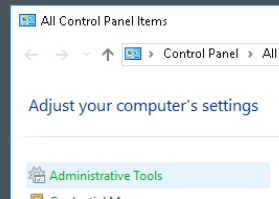 All Control Panel Items
Control Panel > All
Adjust your computer's settings
Administrative Tools